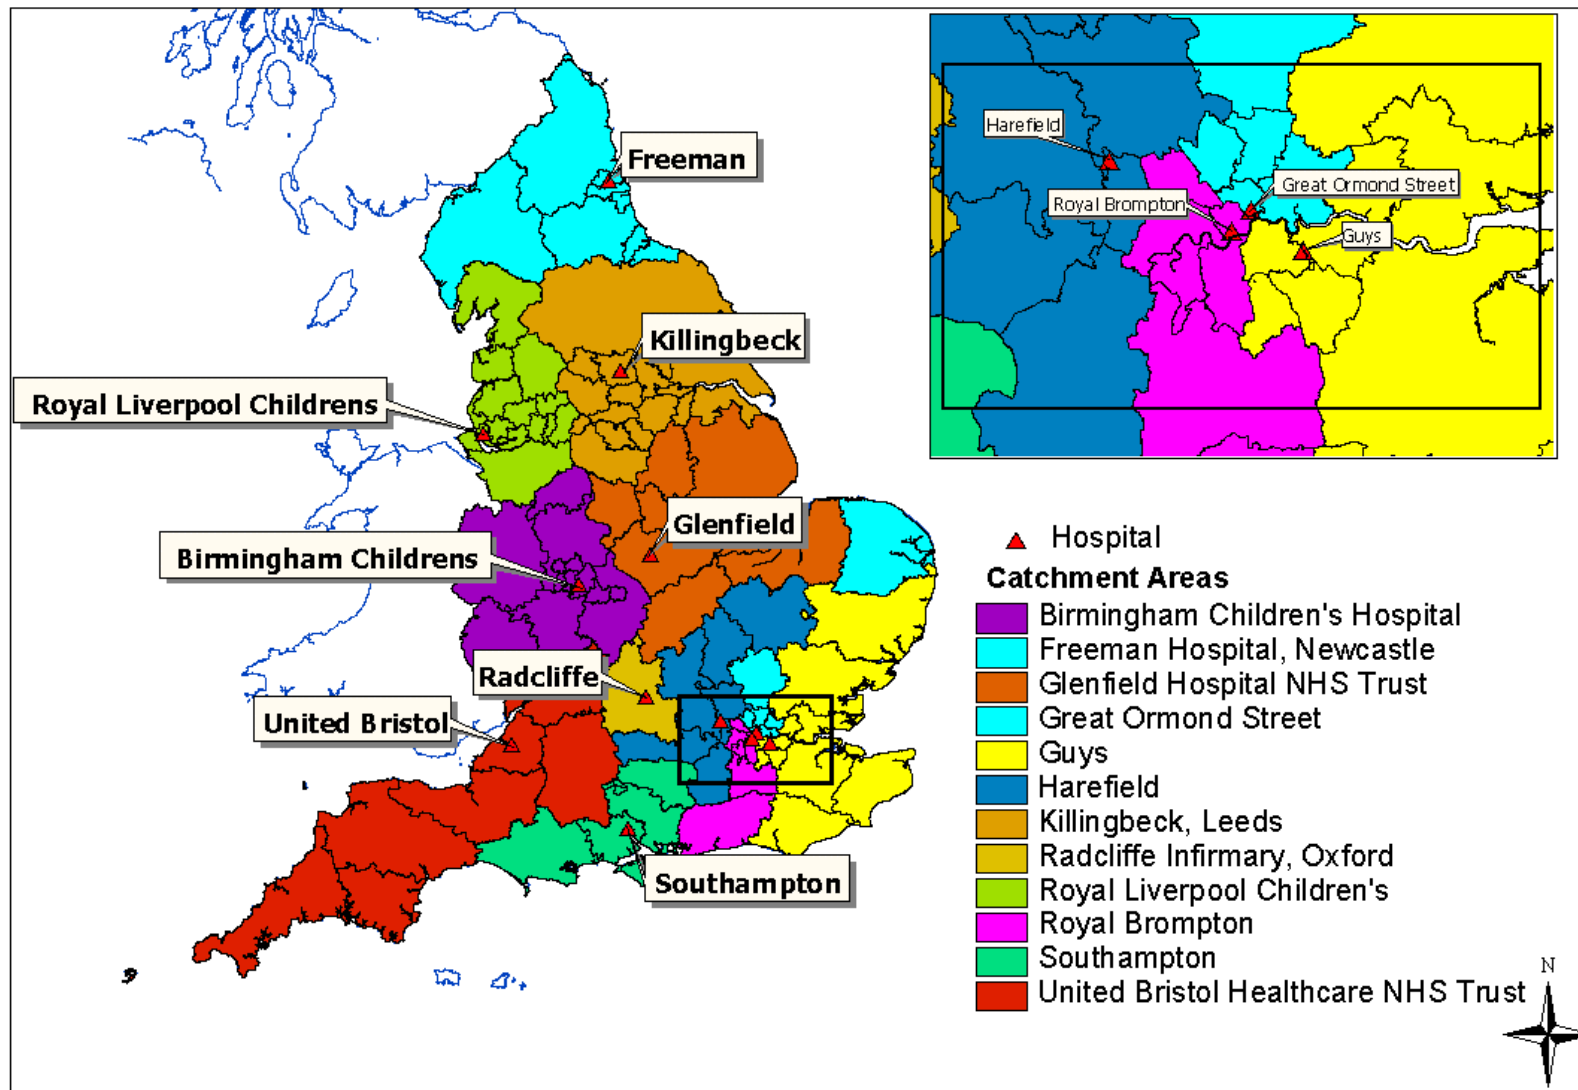 Freeman
Killingbeck
Royal Liverpool Childrens
Glenfield
Birmingham Childrens
Radcliffe
United Bristol
Southampton
Harefield
Great Ormond Street
Royal Brompton
Guys
Hospital
Catchment Areas
Birmingham Children's Hospital
Freeman Hospital, Newcastle
Glenfield Hospital NHS Trust
Great Ormond Street
Guys
Harefield
Killingbeck, Leeds
Radcliffe Infirmary, Oxford
Royal Liverpool Children's
Royal Brompton
Southampton
United Bristol Healthcare NHS Trust
N